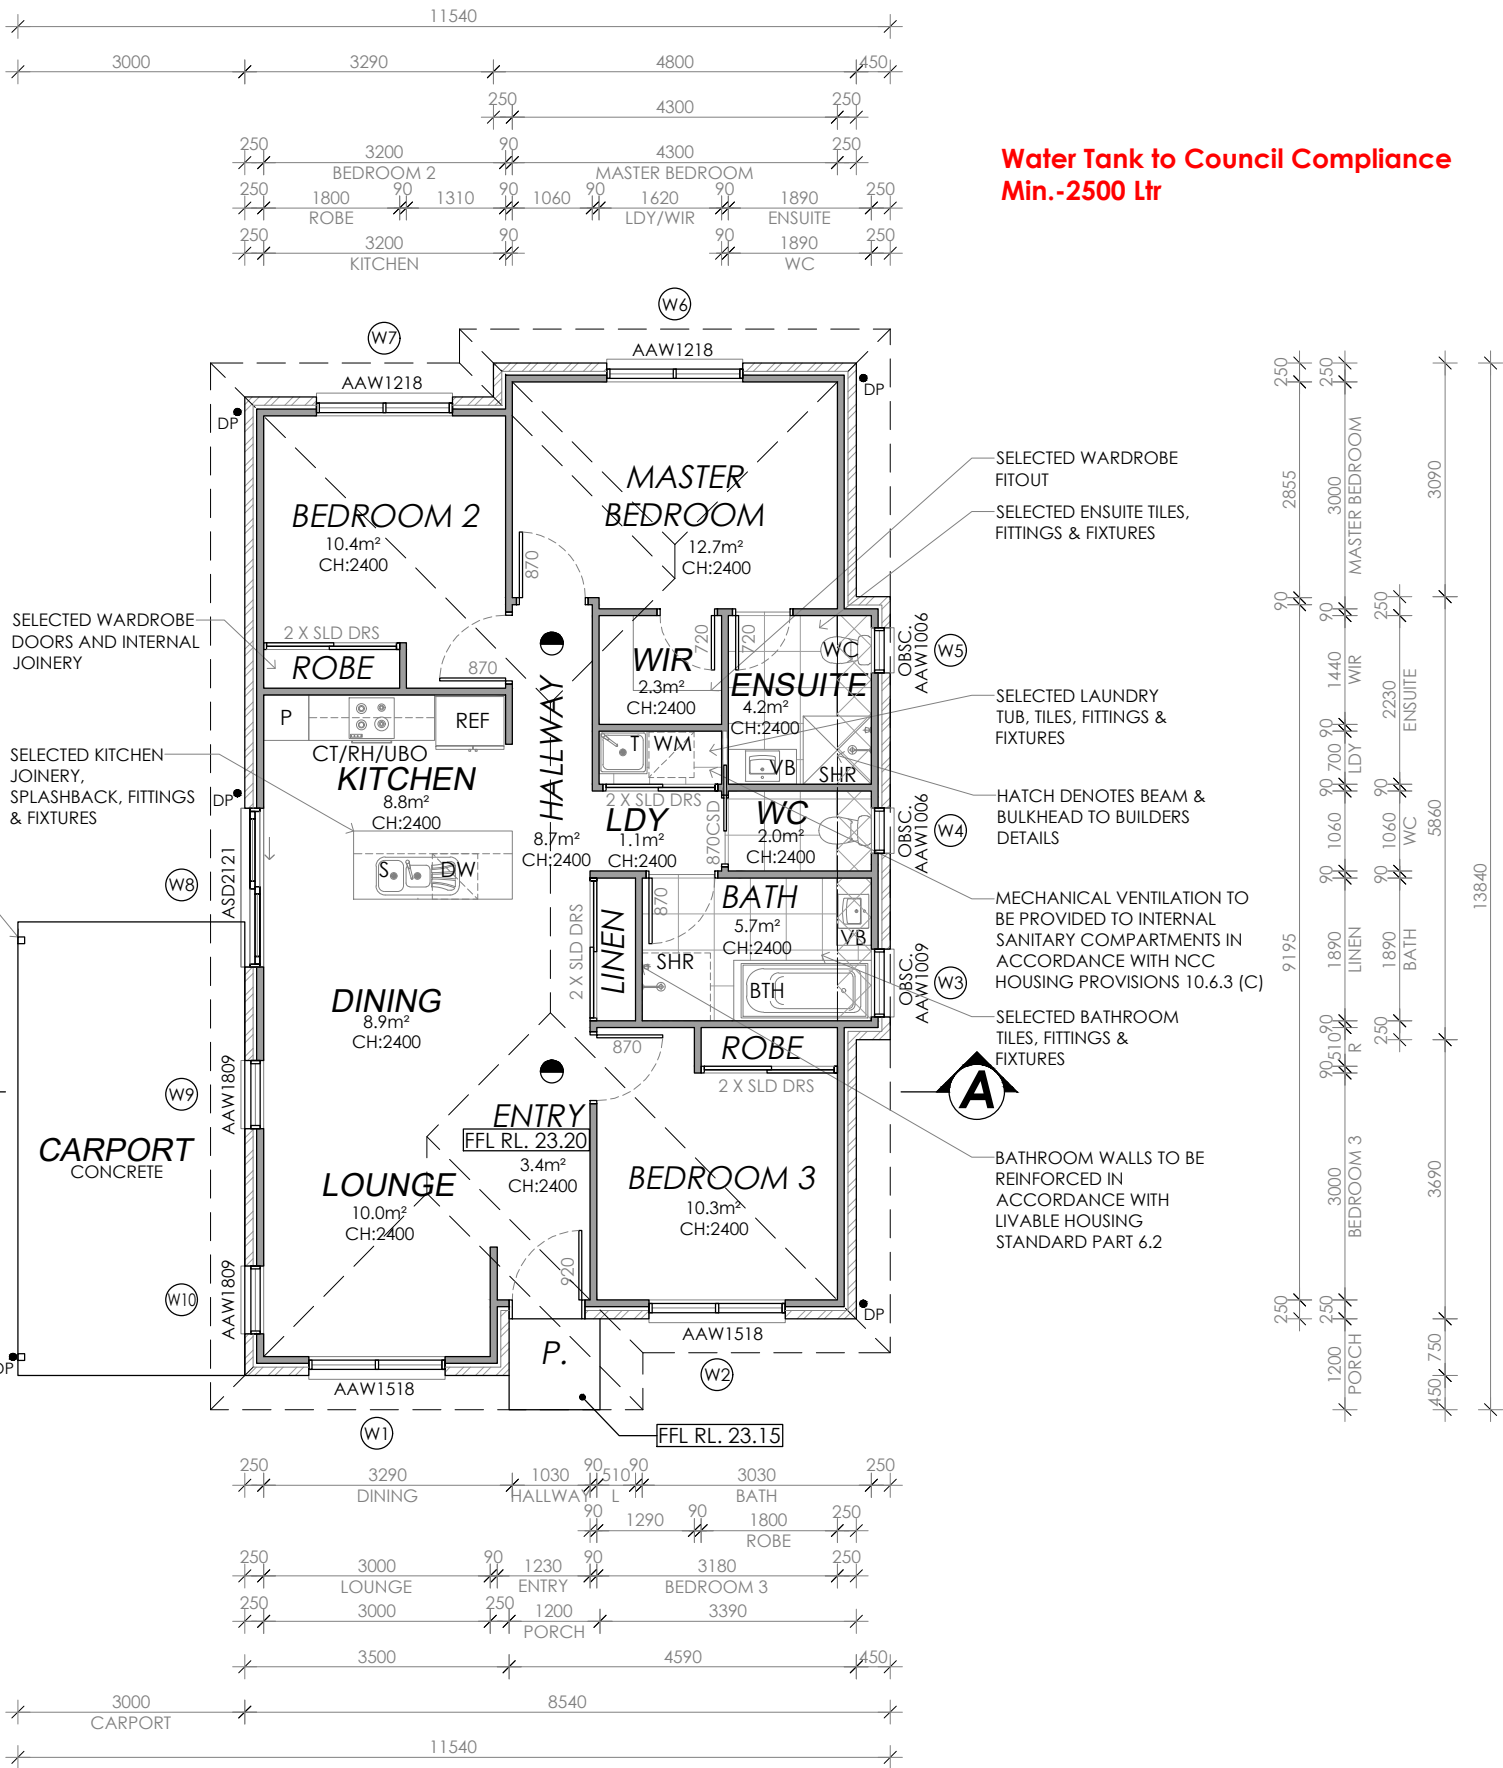 11540
3000 3290 4800 450
250 4300 250
250 3200 90 4300 250
BEDROOM 2 MASTER BEDROOM
250 1800 90 1310 90 1060 90 1620 90 1890 250
ROBE LDY/WIR ENSUITE
250 3200 90 1890 250
KITCHEN WC
Water Tank to Council Compliance
Min.-2500 Ltr
W6
W7
AAW1218
AAW1218
DP
DP
BEDROOM 2
10.4m²
CH:2400
MASTER
BEDROOM
12.7m²
CH:2400
870
870
2 X SLD DRS
ROBE
SELECTED WARDROBE
DOORS AND INTERNAL
JOINERY
SELECTED KITCHEN
JOINERY,
SPLASHBACK, FITTINGS
& FIXTURES
WIR
2.3m²
CH:2400
720
720
ENSUITE
4.2m²
CH:2400
WC
VB
SHR
OBSC.
AAW1006
W5
P
REF
CT/RH/UBO
KITCHEN
8.8m²
CH:2400
S
DW
DP
HALLWAY
8.7m²
CH:2400
T
WM
2 X SLD DRS
LDY
1.1m²
CH:2400
870CSD
WC
2.0m²
CH:2400
OBSC.
AAW1006
W4
W8
ASD2121
BATH
5.7m²
CH:2400
870
VB
SHR
BTH
OBSC.
AAW1009
W3
2 X SLD DRS
LINEN
DINING
8.9m²
CH:2400
870
ROBE
2 X SLD DRS
A
W9
AAW1809
CARPORT
CONCRETE
ENTRY
FFL RL. 23.20
3.4m²
CH:2400
LOUNGE
10.0m²
CH:2400
BEDROOM 3
10.3m²
CH:2400
W10
AAW1809
920
DP
DP
P.
AAW1518
W2
AAW1518
W1
FFL RL. 23.15
SELECTED WARDROBE
FITOUT
SELECTED ENSUITE TILES,
FITTINGS & FIXTURES
SELECTED LAUNDRY
TUB, TILES, FITTINGS &
FIXTURES
HATCH DENOTES BEAM &
BULKHEAD TO BUILDERS
DETAILS
MECHANICAL VENTILATION TO
BE PROVIDED TO INTERNAL
SANITARY COMPARTMENTS IN
ACCORDANCE WITH NCC
HOUSING PROVISIONS 10.6.3 (C)
SELECTED BATHROOM
TILES, FITTINGS &
FIXTURES
BATHROOM WALLS TO BE
REINFORCED IN
ACCORDANCE WITH
LIVABLE HOUSING
STANDARD PART 6.2
250 2855 90 9195 250
250 3000 90 1440 90 700 90 1060 90 1890 90 510 90 3000 250 1200
MASTER BEDROOM WIR LDY LINEN R BEDROOM 3 PORCH
250 2230 90 1060 90 1890 250
ENSUITE WC BATH
3090 5860 3690 750 450
13840
250 3290 1030 90 510 90 3030 250
DINING HALLWAY L BATH
90 1290 90 1800 250
ROBE
250 3000 90 1230 90 3180 250
LOUNGE ENTRY BEDROOM 3
250 3000 250 1200 3390
PORCH
3500 4590 450
3000 8540
CARPORT
11540